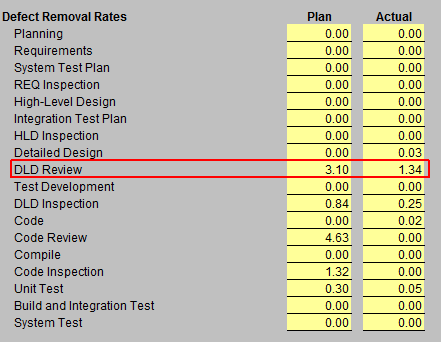 Defect Removal Rates Plan Actual
Planning 0.00 0.00
Requirements 0.00 0.00
System Test Plan 0.00 0.00
REQ Inspection 0.00 0.00
High-Level Design 0.00 0.00
Integration Test Plan 0.00 0.00
HLD Inspection 0.00 0.00
Detailed Design 0.00 0.03
DLD Review 3.10 1.34
Test Development 0.00 0.00
DLD Inspection 0.84 0.25
Code 0.00 0.02
Code Review 4.63 0.00
Compile 0.00 0.00
Code Inspection 1.32 0.00
Unit Test 0.30 0.05
Build and Integration Test 0.00 0.00
System Test 0.00 0.00